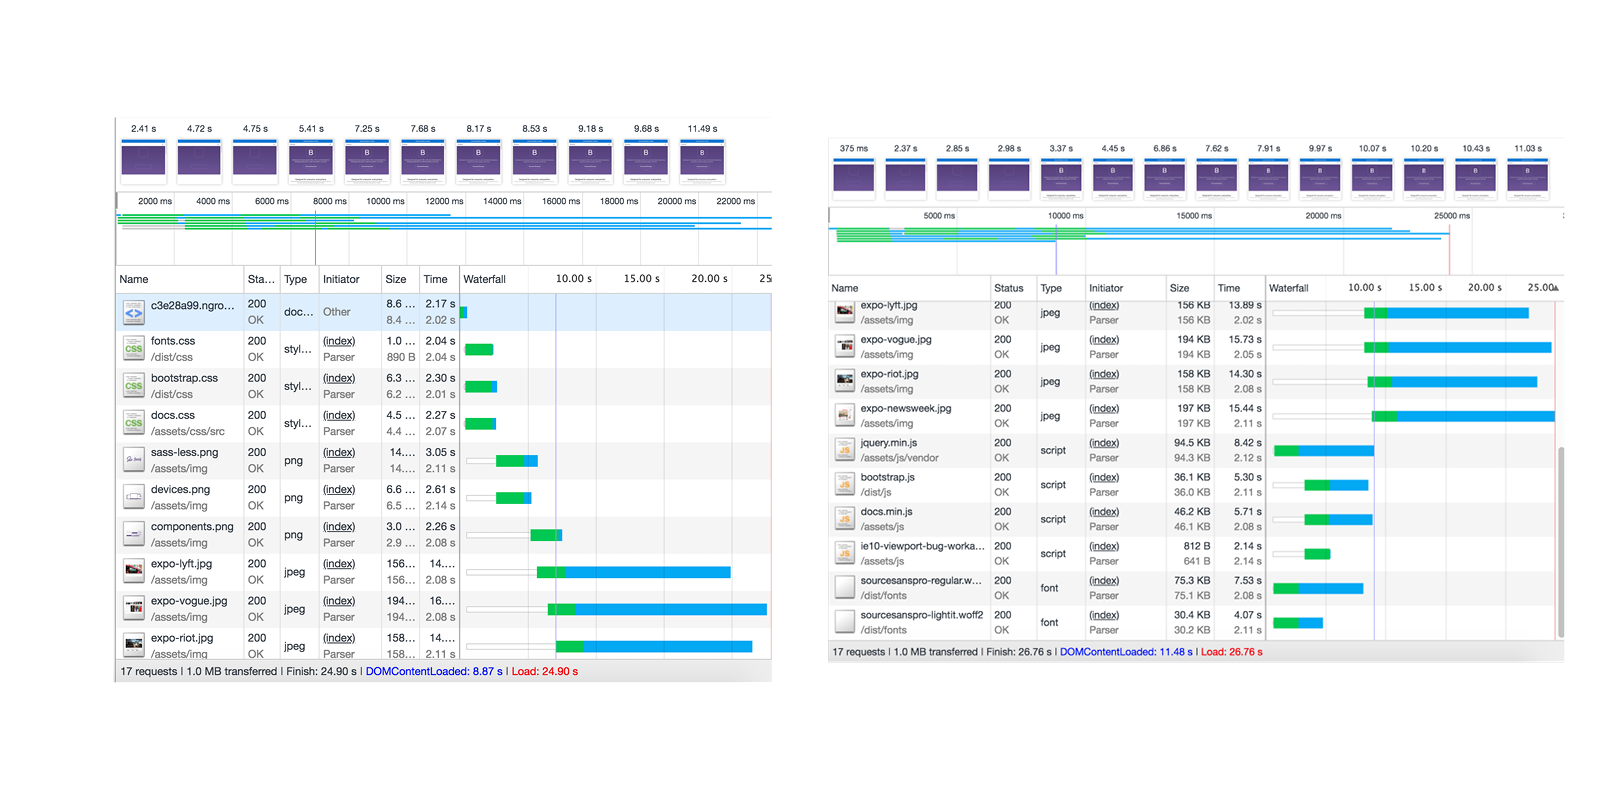 2.41 s 4.72 s 4.75 s 5.41 s 7.25 s 7.68 s 8.17 s 8.53 s 9.18 s 9.68 s 11.49 s
B B B B B B B B
2000 ms 4000 ms 6000 ms 8000 ms 10000 ms 12000 ms 14000 ms 16000 ms 18000 ms 20000 ms 22000 ms
Name Sta... Type Initiator Size Time Waterfall 10.00 s 15.00 s 20.00 s 25
c3e28a99.ngro... 200 OK doc... Other 8.6 ... 8.4 ... 2.17 s 2.02 s
fonts.css 200 (index) 1.0 ... 2.04 s
/dist/css OK styl... Parser 890 B 2.04 s
bootstrap.css 200 (index) 6.3 ... 2.30 s
/dist/css OK styl... Parser 6.2 ... 2.01 s
docs.css 200 (index) 4.5 ... 2.27 s
/assets/css/src OK styl... Parser 4.4 ... 2.07 s
sass-less.png 200 (index) 14.... 3.05 s
/assets/img OK png Parser 14.... 2.11 s
devices.png 200 (index) 6.6 ... 2.61 s
/assets/img OK png Parser 6.5 ... 2.14 s
components.png 200 (index) 3.0 ... 2.26 s
/assets/img OK png Parser 2.9 ... 2.08 s
expo-lyft.jpg 200 (index) 156... 14....
/assets/img OK jpeg Parser 156... 2.08 s
expo-vogue.jpg 200 (index) 194... 16....
/assets/img OK jpeg Parser 194... 2.08 s
expo-riot.jpg 200 (index) 158... 14....
/assets/img OK jpeg Parser 158... 2.11 s
17 requests | 1.0 MB transferred | Finish: 24.90 s | DOMContentLoaded: 8.87 s | Load: 24.90 s
375 ms 2.37 s 2.85 s 2.98 s 3.37 s 4.45 s 6.86 s 7.62 s 7.91 s 9.97 s 10.07 s 10.20 s 10.43 s 11.03 s
B B B B B B B B B B
5000 ms 10000 ms 15000 ms 20000 ms 25000 ms
Name Status Type Initiator Size Time Waterfall 10.00 s 15.00 s 20.00 s 25.00
expo-lyft.jpg 200 (index) 156 KB 13.89 s
/assets/img OK jpeg Parser 156 KB 2.02 s
expo-vogue.jpg 200 (index) 194 KB 15.73 s
/assets/img OK jpeg Parser 194 KB 2.05 s
expo-riot.jpg 200 (index) 158 KB 14.30 s
/assets/img OK jpeg Parser 158 KB 2.08 s
expo-newsweek.jpg 200 (index) 197 KB 15.44 s
/assets/img OK jpeg Parser 197 KB 2.11 s
jquery.min.js 200 (index) 94.5 KB 8.42 s
/assets/js/vendor OK script Parser 94.3 KB 2.12 s
bootstrap.js 200 (index) 36.1 KB 5.30 s
/dist/js OK script Parser 36.0 KB 2.11 s
docs.min.js 200 (index) 46.2 KB 5.71 s
/assets/js OK script Parser 46.1 KB 2.08 s
ie10-viewport-bug-worka... 200 (index) 812 B 2.14 s
/assets/js OK script Parser 641 B 2.14 s
sourcesanspro-regular.w... 200 (index) 75.3 KB 7.53 s
/dist/fonts OK font Parser 75.1 KB 2.08 s
sourcesanspro-lightit.woff2 200 (index) 30.4 KB 4.07 s
/dist/fonts OK font Parser 30.2 KB 2.11 s
17 requests | 1.0 MB transferred | Finish: 26.76 s | DOMContentLoaded: 11.48 s | Load: 26.76 s